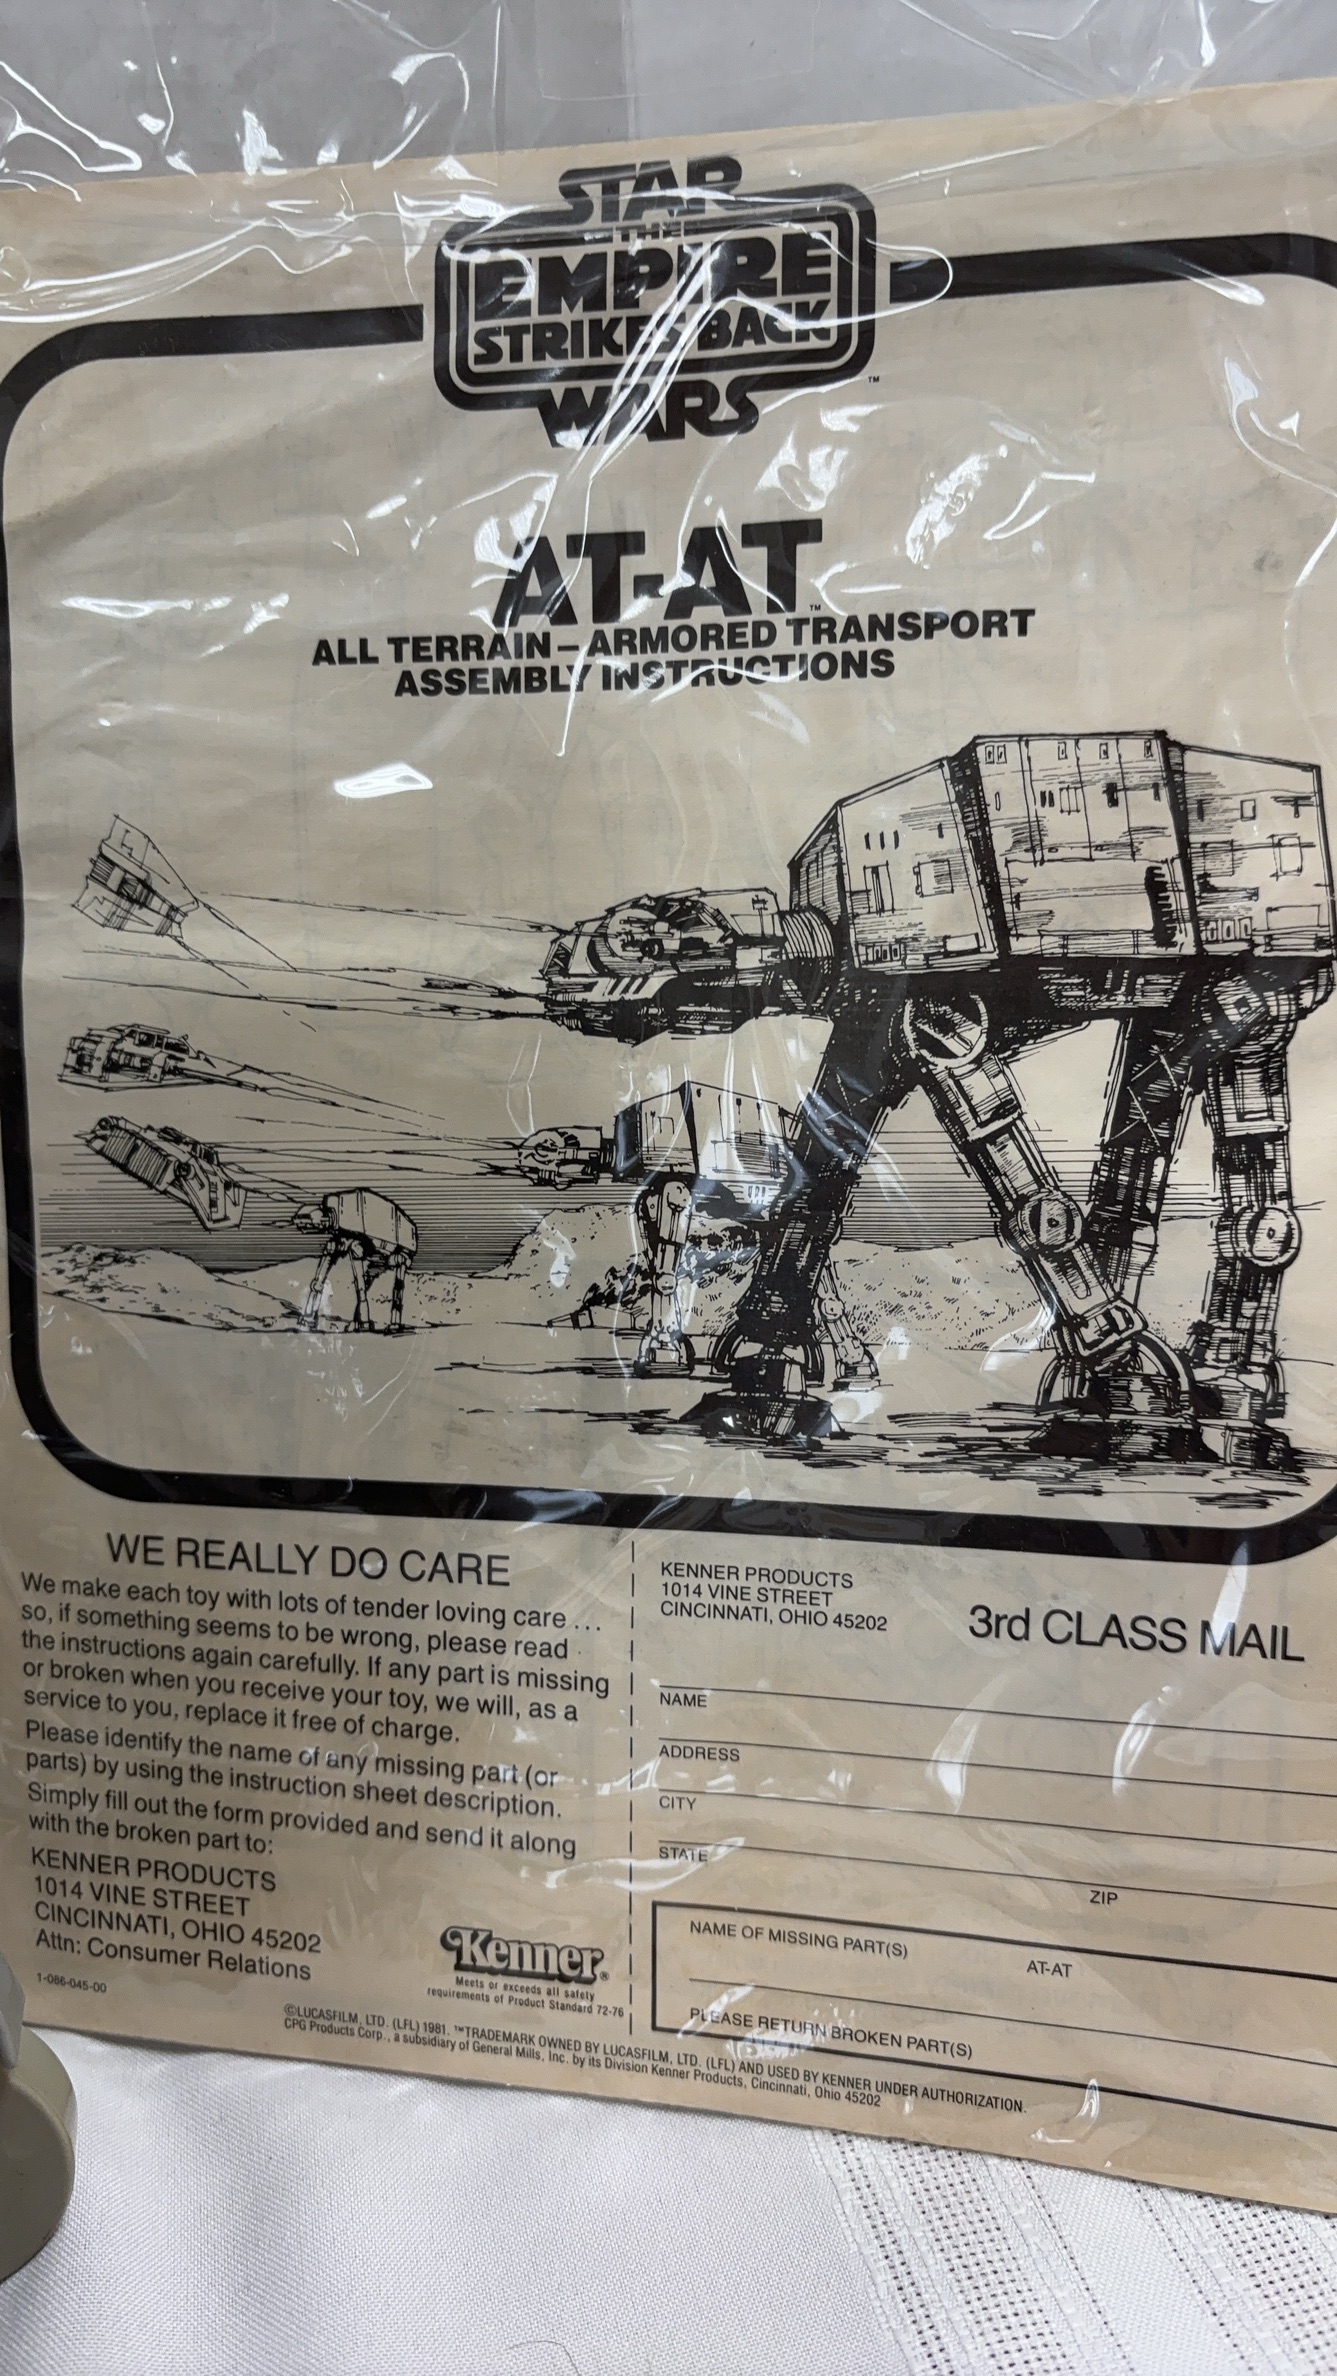 STAR
THE
EMPIRE
STRIKES BACK
WARS
™
AT-AT
™
ALL TERRAIN – ARMORED TRANSPORT
ASSEMBLY INSTRUCTIONS
WE REALLY DO CARE
We make each toy with lots of tender loving care . . .
so, if something seems to be wrong, please read
the instructions again carefully. If any part is missing
or broken when you receive your toy, we will, as a
service to you, replace it free of charge.
Please identify the name of any missing part (or
parts) by using the instruction sheet description.
Simply fill out the form provided and send it along
with the broken part to:
KENNER PRODUCTS
1014 VINE STREET
CINCINNATI, OHIO 45202
Attn: Consumer Relations
1-086-045-00
Kenner®
Meets or exceeds all safety
requirements of Product Standard 72-76
KENNER PRODUCTS
1014 VINE STREET
CINCINNATI, OHIO 45202
3rd CLASS MAIL
NAME
ADDRESS
CITY
STATE
ZIP
NAME OF MISSING PART(S)
AT-AT
PLEASE RETURN BROKEN PART(S)
©LUCASFILM, LTD. (LFL) 1981. ™TRADEMARK OWNED BY LUCASFILM, LTD. (LFL) AND USED BY KENNER UNDER AUTHORIZATION.
CPG Products Corp., a subsidiary of General Mills, Inc. by its Division Kenner Products, Cincinnati, Ohio 45202